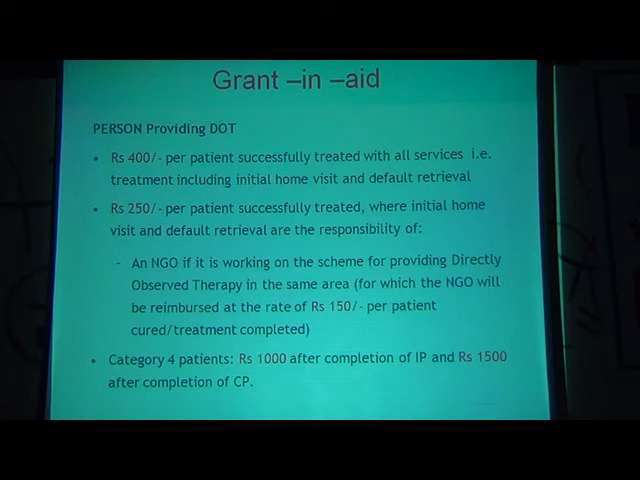 Grant –in –aid
PERSON Providing DOT
• Rs 400/- per patient successfully treated with all services i.e.
treatment including initial home visit and default retrieval
• Rs 250/- per patient successfully treated, where initial home
visit and default retrieval are the responsibility of:
- An NGO if it is working on the scheme for providing Directly
Observed Therapy in the same area (for which the NGO will
be reimbursed at the rate of Rs 150/- per patient
cured/treatment completed)
• Category 4 patients: Rs 1000 after completion of IP and Rs 1500
after completion of CP.